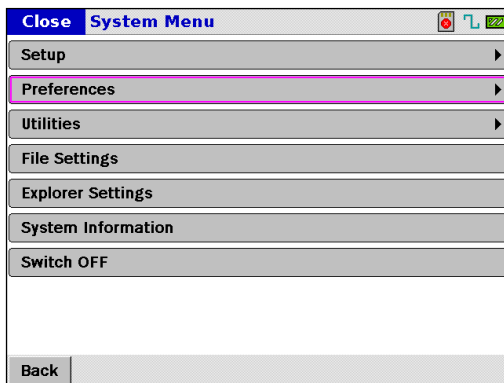 Close System Menu
Setup
Preferences
Utilities
File Settings
Explorer Settings
System Information
Switch OFF
Back